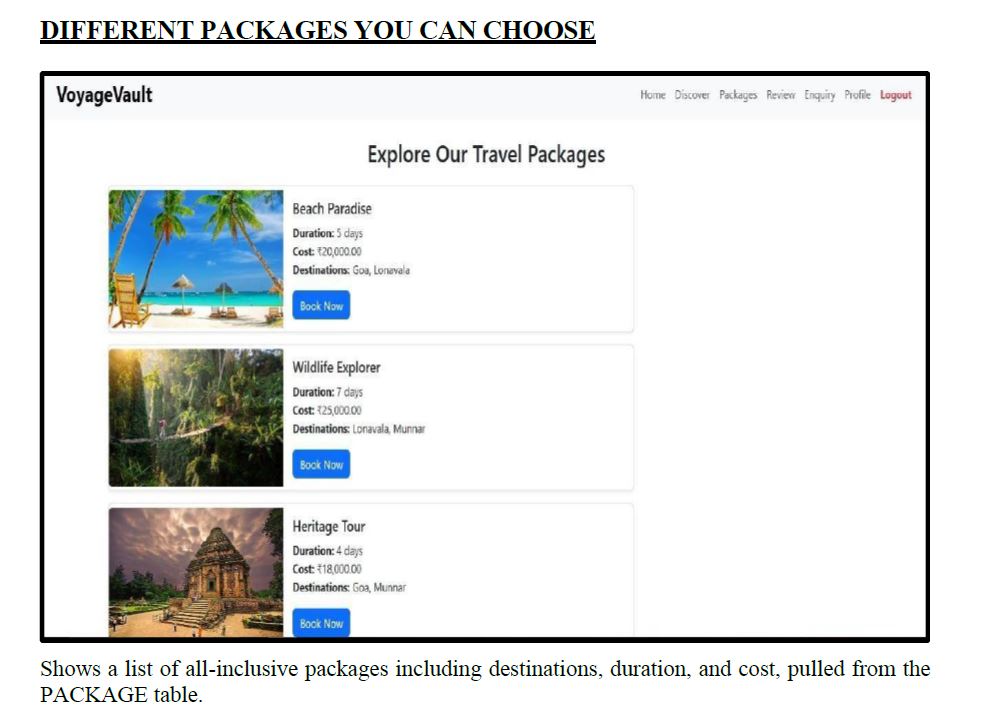 DIFFERENT PACKAGES YOU CAN CHOOSE
VoyageVault
Home Discover Packages Review Enquiry Profile Logout
Explore Our Travel Packages
Beach Paradise
Duration: 5 days
Cost: ₹20,000.00
Destinations: Goa, Lonavala
Book Now
Wildlife Explorer
Duration: 7 days
Cost: ₹25,000.00
Destinations: Lonavala, Munnar
Book Now
Heritage Tour
Duration: 4 days
Cost: ₹18,000.00
Destinations: Goa, Munnar
Book Now
Shows a list of all-inclusive packages including destinations, duration, and cost, pulled from the
PACKAGE table.